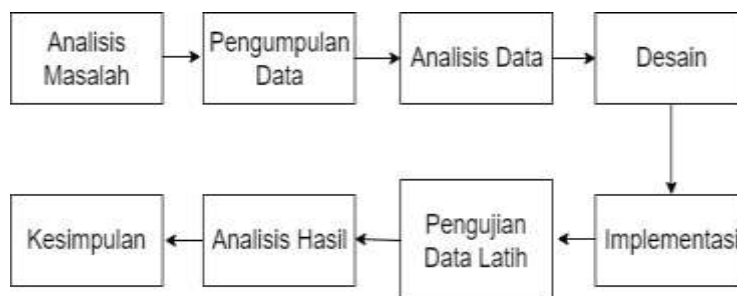 Analisis
Masalah
Pengumpulan
Data
Analisis Data
Desain
Implementasi
Pengujian
Data Latih
Analisis Hasil
Kesimpulan